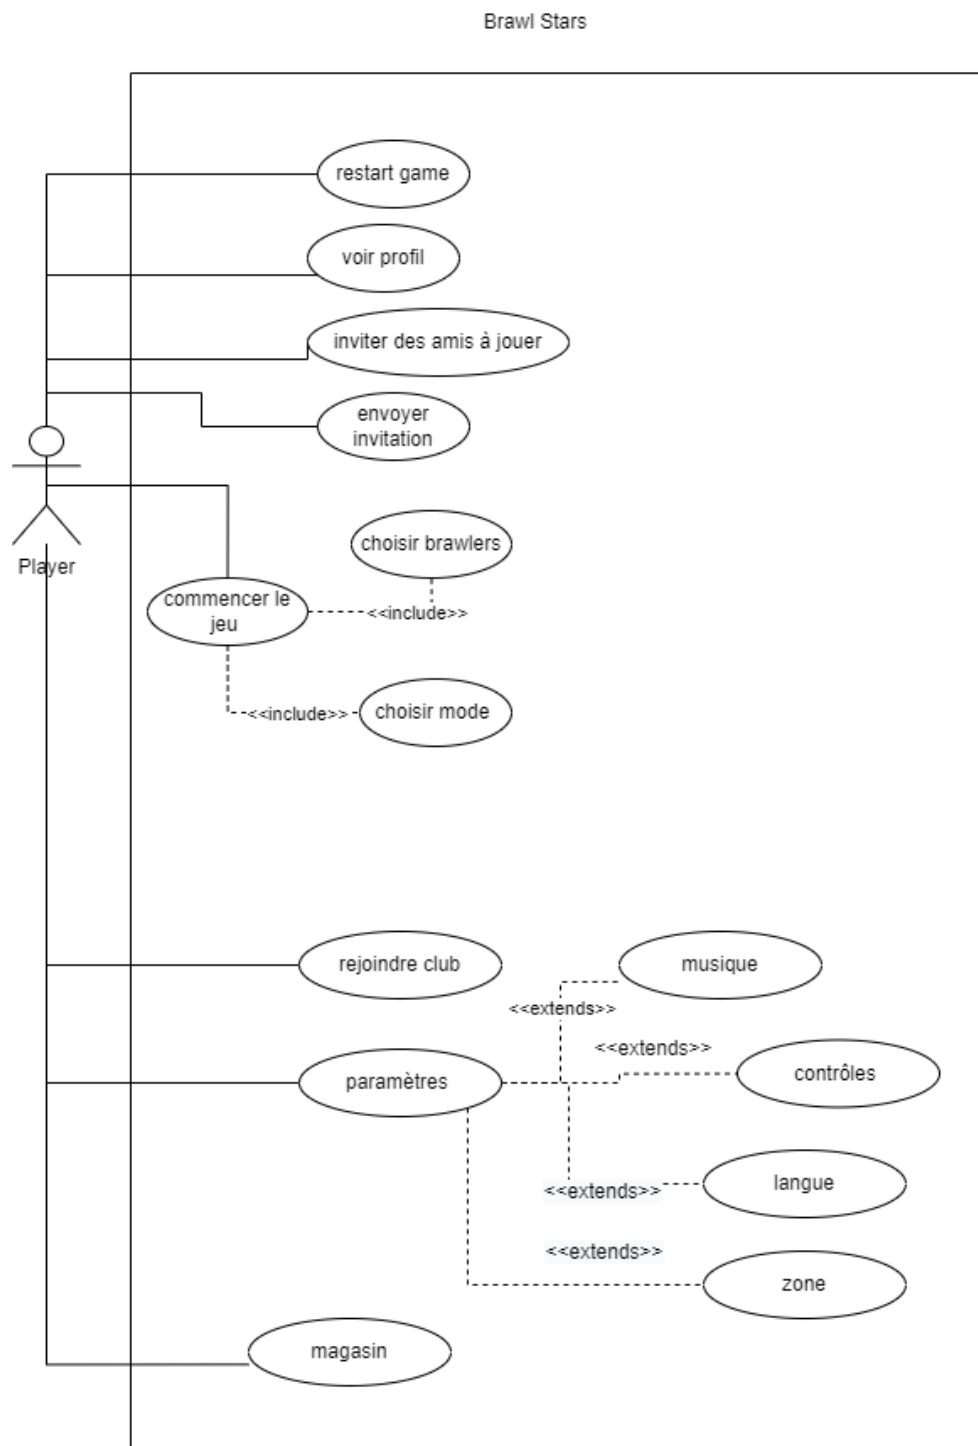 Brawl Stars
restart game
voir profil
inviter des amis à jouer
envoyer
invitation
Player
choisir brawlers
commencer le
jeu
<<include>>
<<include>>
choisir mode
rejoindre club
musique
<<extends>>
<<extends>>
paramètres
contrôles
<<extends>>
langue
<<extends>>
zone
magasin